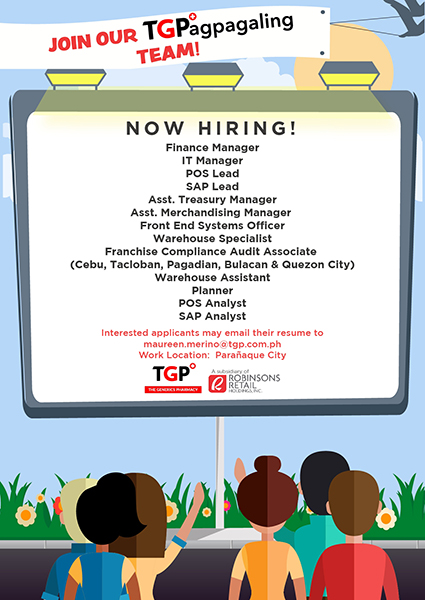 JOIN OUR TGPagpagaling
TEAM!
NOW HIRING!
Finance Manager
IT Manager
POS Lead
SAP Lead
Asst. Treasury Manager
Asst. Merchandising Manager
Front End Systems Officer
Warehouse Specialist
Franchise Compliance Audit Associate
(Cebu, Tacloban, Pagadian, Bulacan & Quezon City)
Warehouse Assistant
Planner
POS Analyst
SAP Analyst
Interested applicants may email their resume to
maureen.merino@tgp.com.ph
Work Location: Parañaque City
TGP
THE GENERICS PHARMACY
A subsidiary of
R ROBINSONS
RETAIL
HOLDINGS, INC.